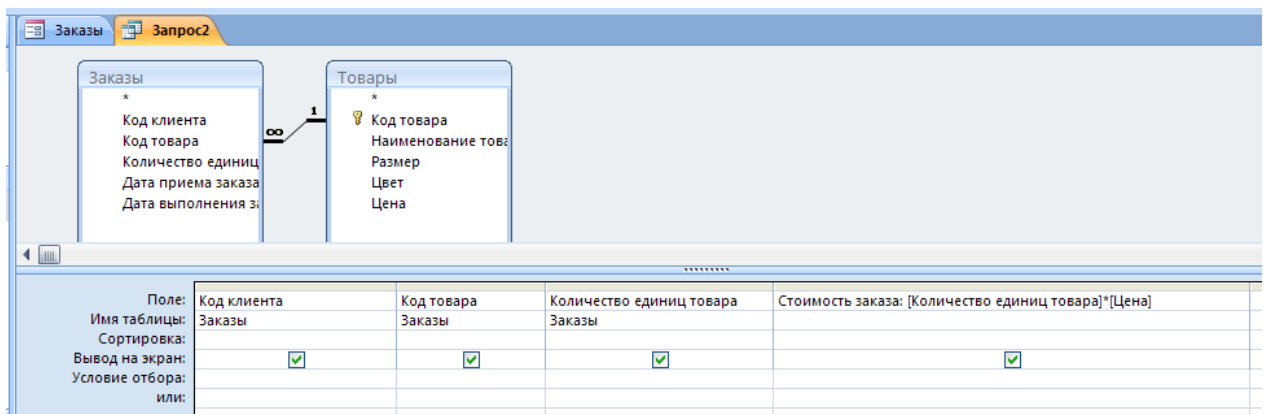 Заказы Запрос2
Заказы Товары
*
Код клиента
Код товара
Количество единиц
Дата приема заказа
Дата выполнения за
∞ 1
*
Код товара
Наименование това
Размер
Цвет
Цена
Поле: Код клиента Код товара Количество единиц товара Стоимость заказа: [Количество единиц товара]*[Цена]
Имя таблицы: Заказы Заказы Заказы
Сортировка:
Вывод на экран:
Условие отбора:
или: